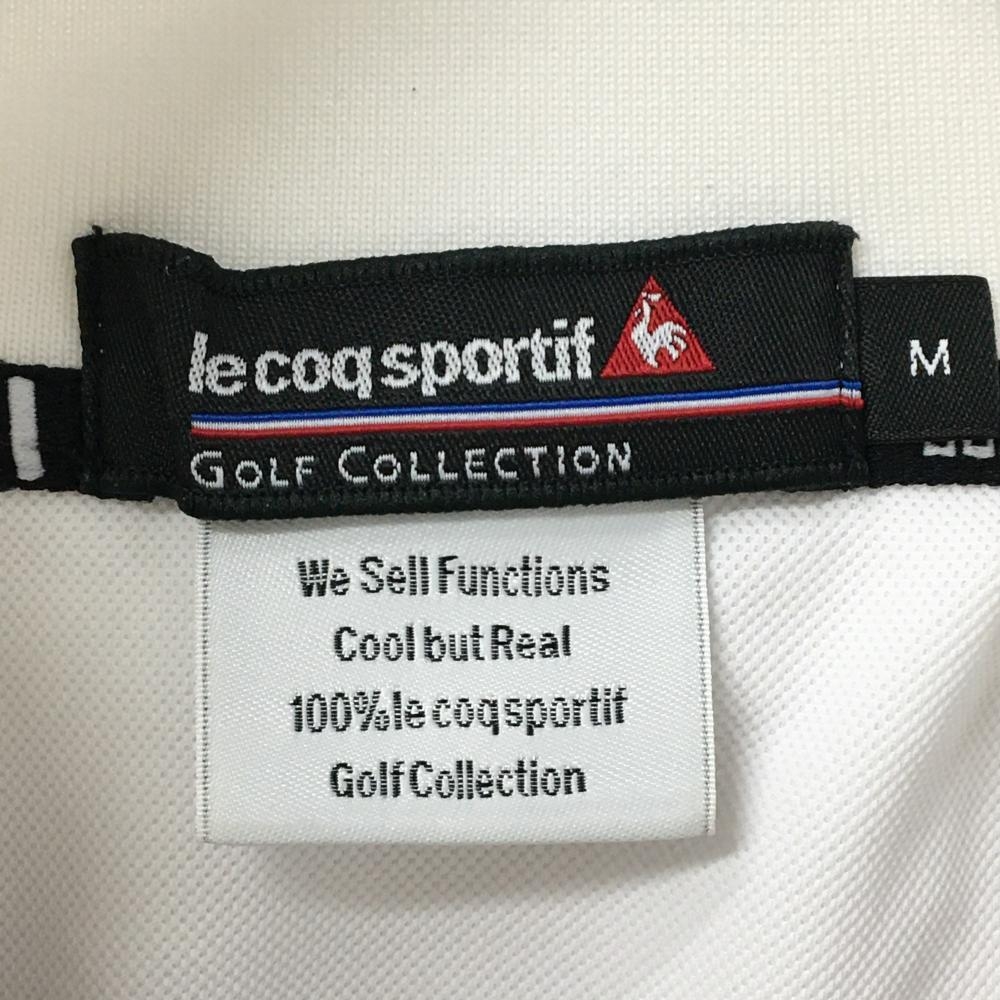 le coq sportif
GOLF COLLECTION
M
We Sell Functions
Cool but Real
100% le coq sportif
Golf Collection